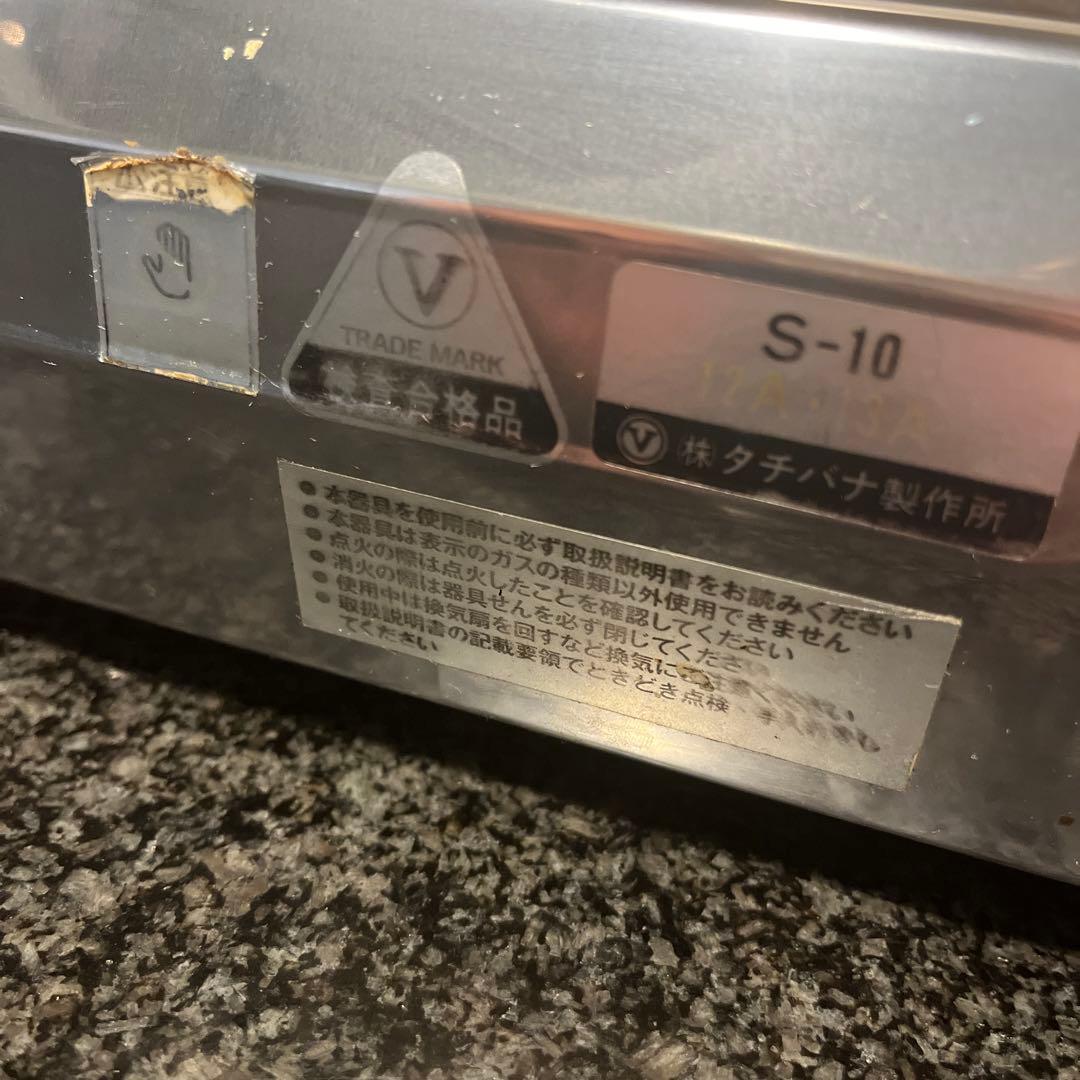 V
TRADE MARK
検査合格品
S-10
12A・13A
V ㈱タチバナ製作所
●本器具を使用前に必ず取扱説明書をお読みください
●本器具は表示のガスの種類以外使用できません
●点火の際は点火したことを確認してください
●消火の際は器具せんを必ず閉じてくださ
●使用中は換気扇を回すなど換気に
取扱説明書の記載要領でときどき点検
てください